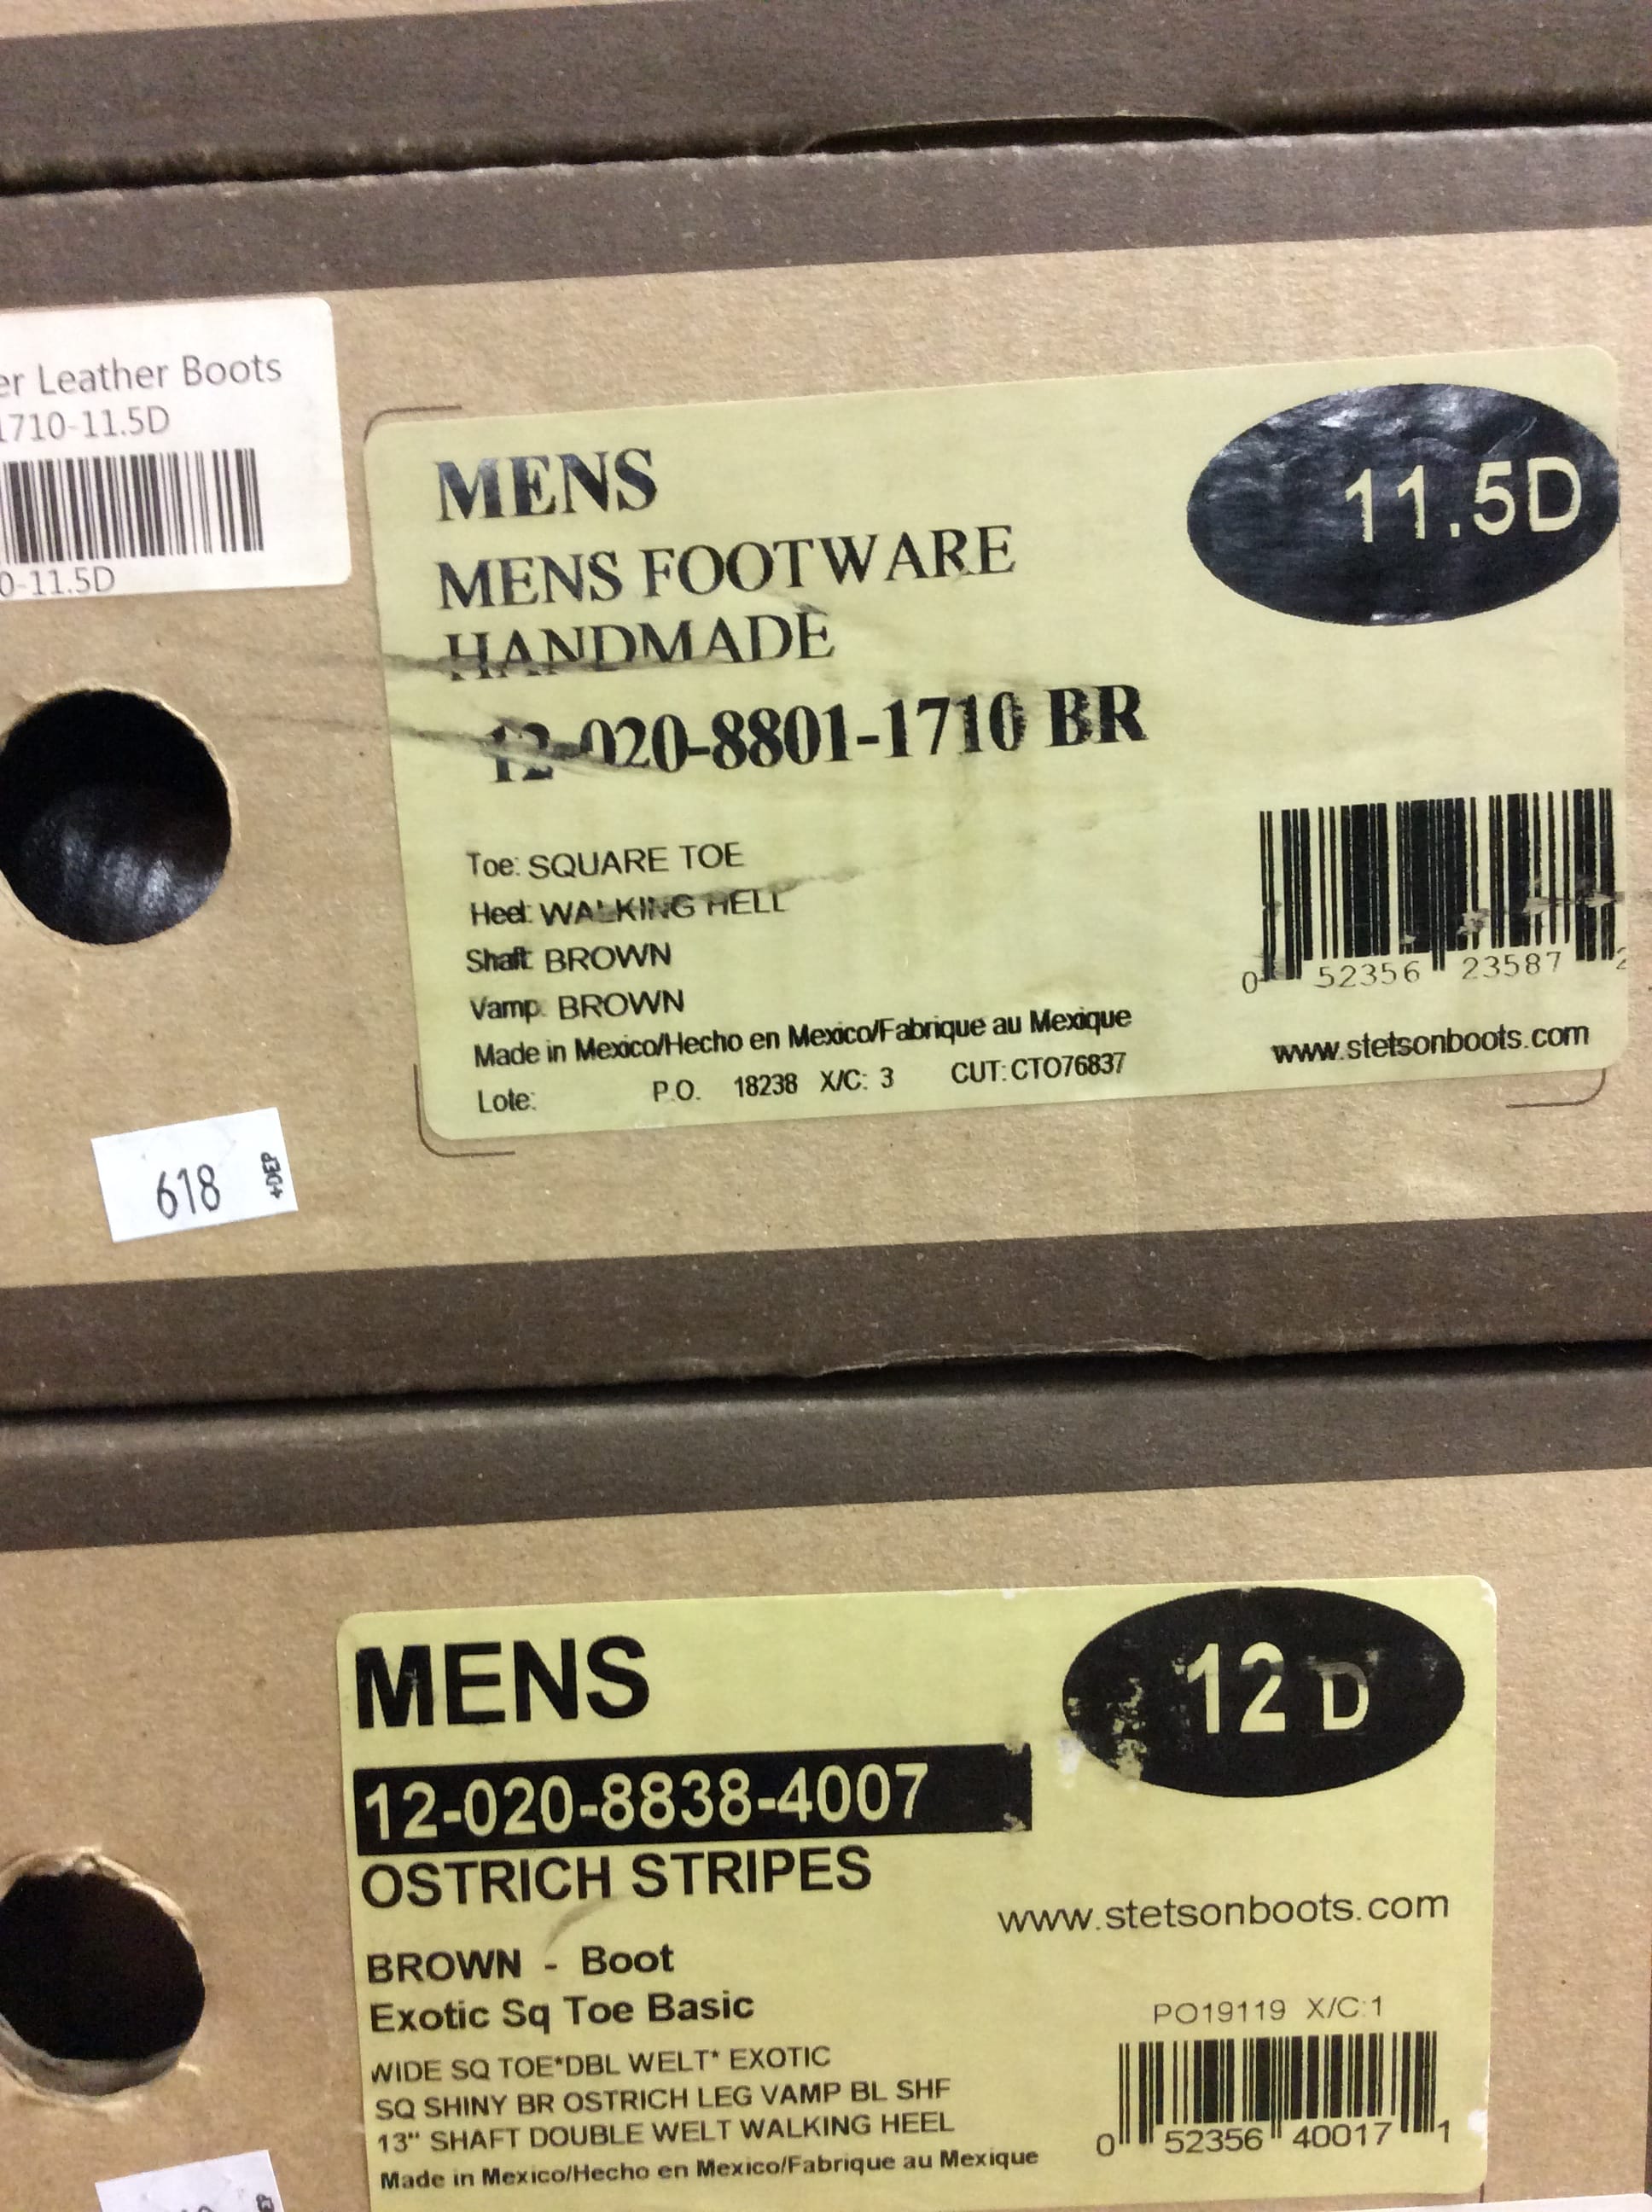 er Leather Boots
1710-11.5D
0-11.5D
MENS
11.5D
MENS FOOTWARE
HANDMADE
12-020-8801-1710 BR
Toe: SQUARE TOE
Heel: WALKING HELL
Shaft: BROWN
Vamp: BROWN
Made in Mexico/Hecho en Mexico/Fabrique au Mexique
Lote: P.O. 18238 X/C: 3 CUT: CTO76837
0 52356 23587 2
www.stetsonboots.com
618 +DEP
MENS
12 D
12-020-8838-4007
OSTRICH STRIPES
www.stetsonboots.com
BROWN - Boot
Exotic Sq Toe Basic
PO19119 X/C:1
WIDE SQ TOE*DBL WELT* EXOTIC
SQ SHINY BR OSTRICH LEG VAMP BL SHF
13" SHAFT DOUBLE WELT WALKING HEEL
0 52356 40017 1
Made in Mexico/Hecho en Mexico/Fabrique au Mexique